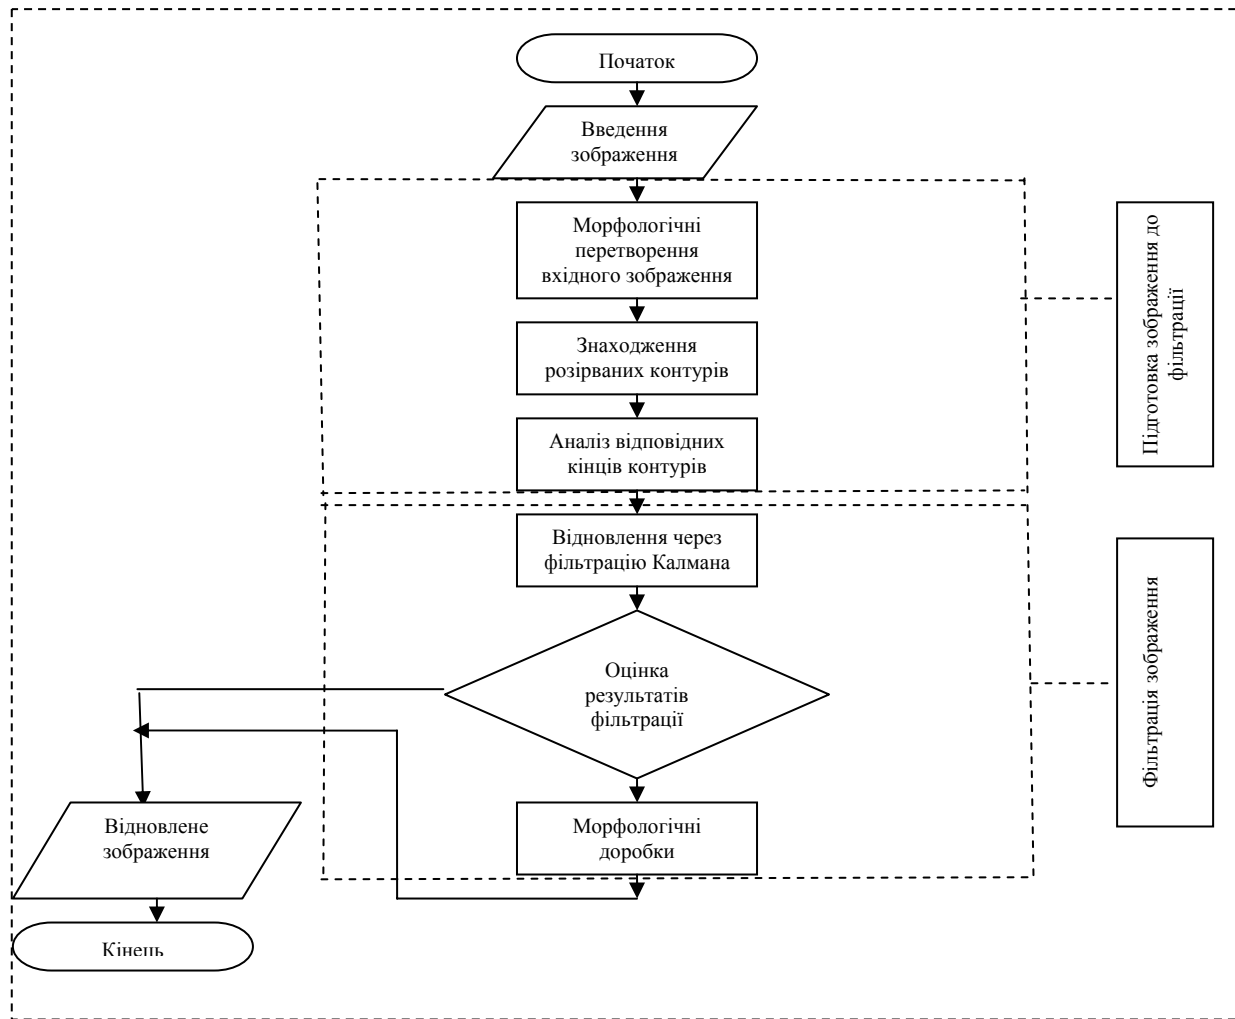 Початок
Введення
зображення
Морфологічні
перетворення
вхідного зображення
Знаходження
розірваних контурів
Аналіз відповідних
кінців контурів
Підготовка зображення до
фільтрації
Відновлення через
фільтрацію Калмана
Оцінка
результатів
фільтрації
Фільтрація зображення
Морфологічні
доробки
Відновлене
зображення
Кінець